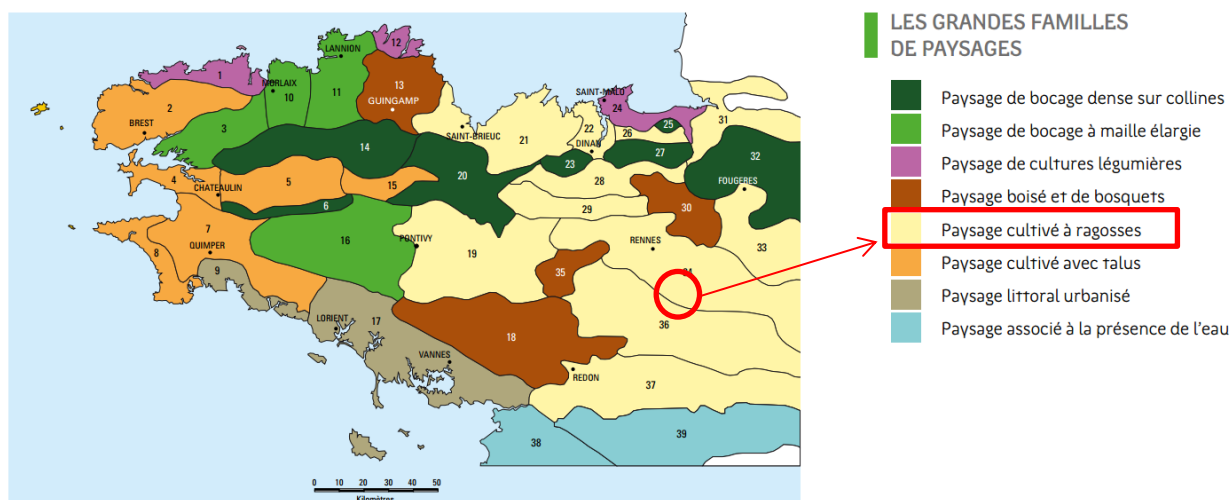 LES GRANDES FAMILLES
DE PAYSAGES
Paysage de bocage dense sur collines
Paysage de bocage à maille élargie
Paysage de cultures légumières
Paysage boisé et de bosquets
Paysage cultivé à ragosses
Paysage cultivé avec talus
Paysage littoral urbanisé
Paysage associé à la présence de l'eau
12
LANNION
1
MORLAIX
10
11
13
GUINGAMP
2
BREST
3
SAINT-BRIEUC
21
22
DINAN
SAINT-MALO
24
25
26
27
31
32
FOUGERES
14
23
20
28
4
CHATEAULIN
5
15
6
29
30
7
QUIMPER
8
9
16
PONTIVY
19
RENNES
33
35
36
LORIENT
17
VANNES
18
REDON
37
38
39
0 10 20 30 40 50
Kilomètres